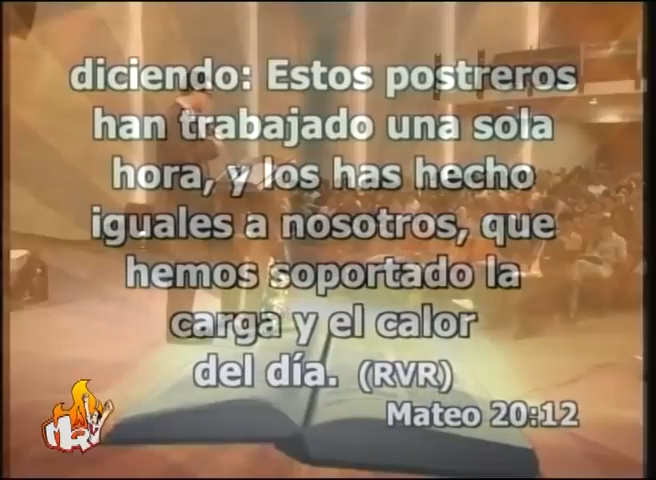 diciendo: Estos postreros
han trabajado una sola
hora, y los has hecho
iguales a nosotros, que
hemos soportado la
carga y el calor
del día. (RVR)
Mateo 20:12
MRV